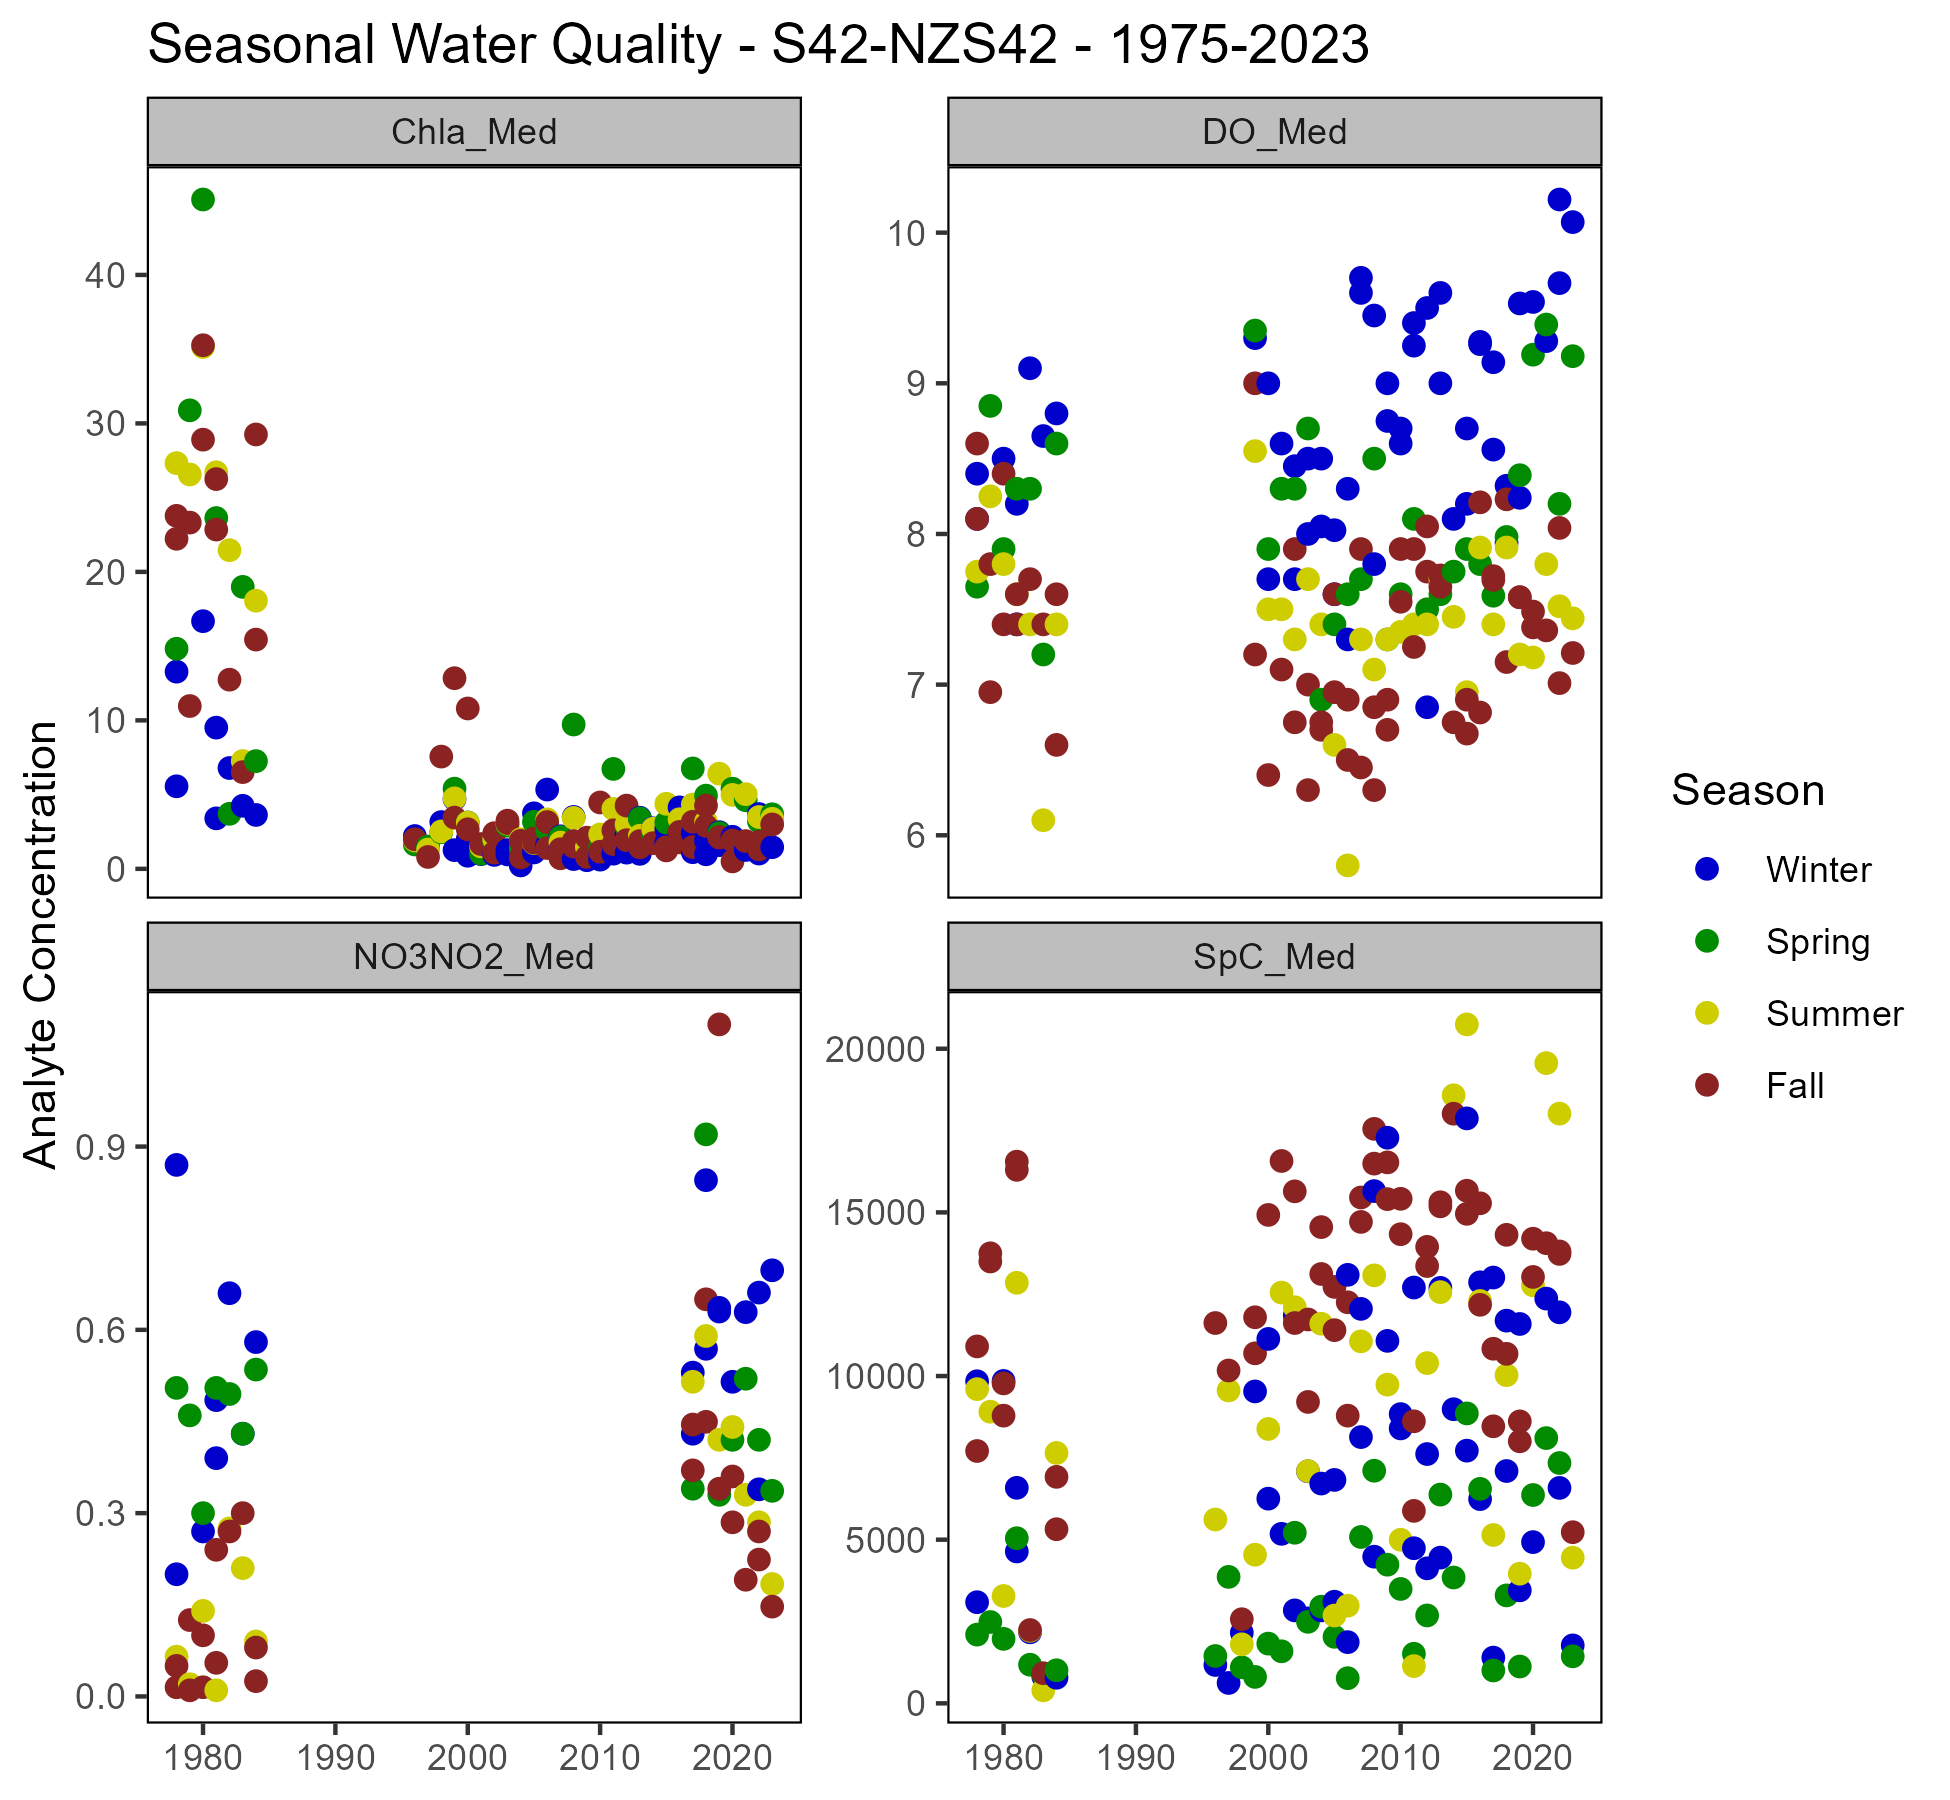 Seasonal Water Quality - S42-NZS42 - 1975-2023
Chla_Med
DO_Med
40
30
20
10
0
10
9
8
7
6
Analyte Concentration
NO3NO2_Med
SpC_Med
0.9
0.6
0.3
0.0
20000
15000
10000
5000
0
1980 1990 2000 2010 2020
1980 1990 2000 2010 2020
Season
Winter
Spring
Summer
Fall